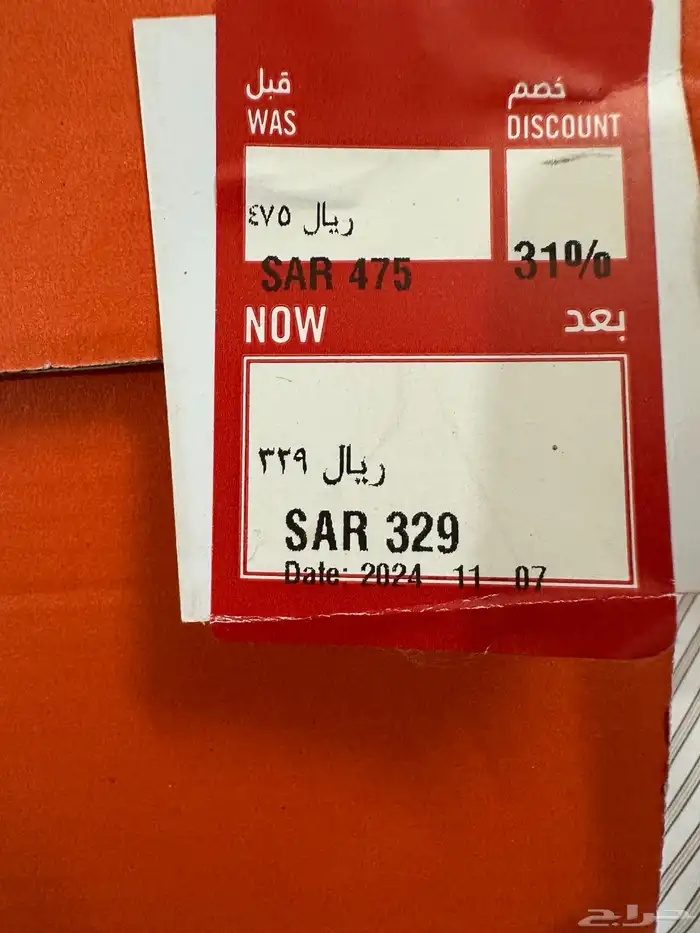 قبل
خصم
WAS
DISCOUNT
ريال ٤٧٥
SAR 475
31%
NOW
بعد
ريال ٣٢٩
SAR 329
Date: 2024 - 11 - 07
حراج